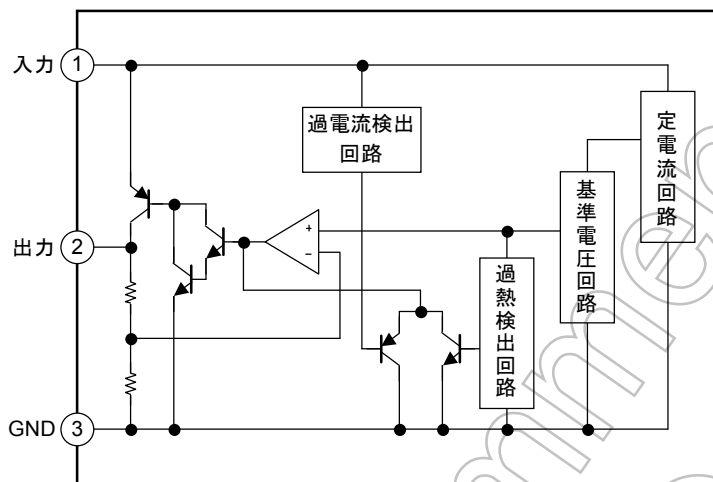 入力 1
過電流検出
回路
定電流回路
基準電圧回路
出力 2
+
−
過熱検出回路
GND 3
mmen